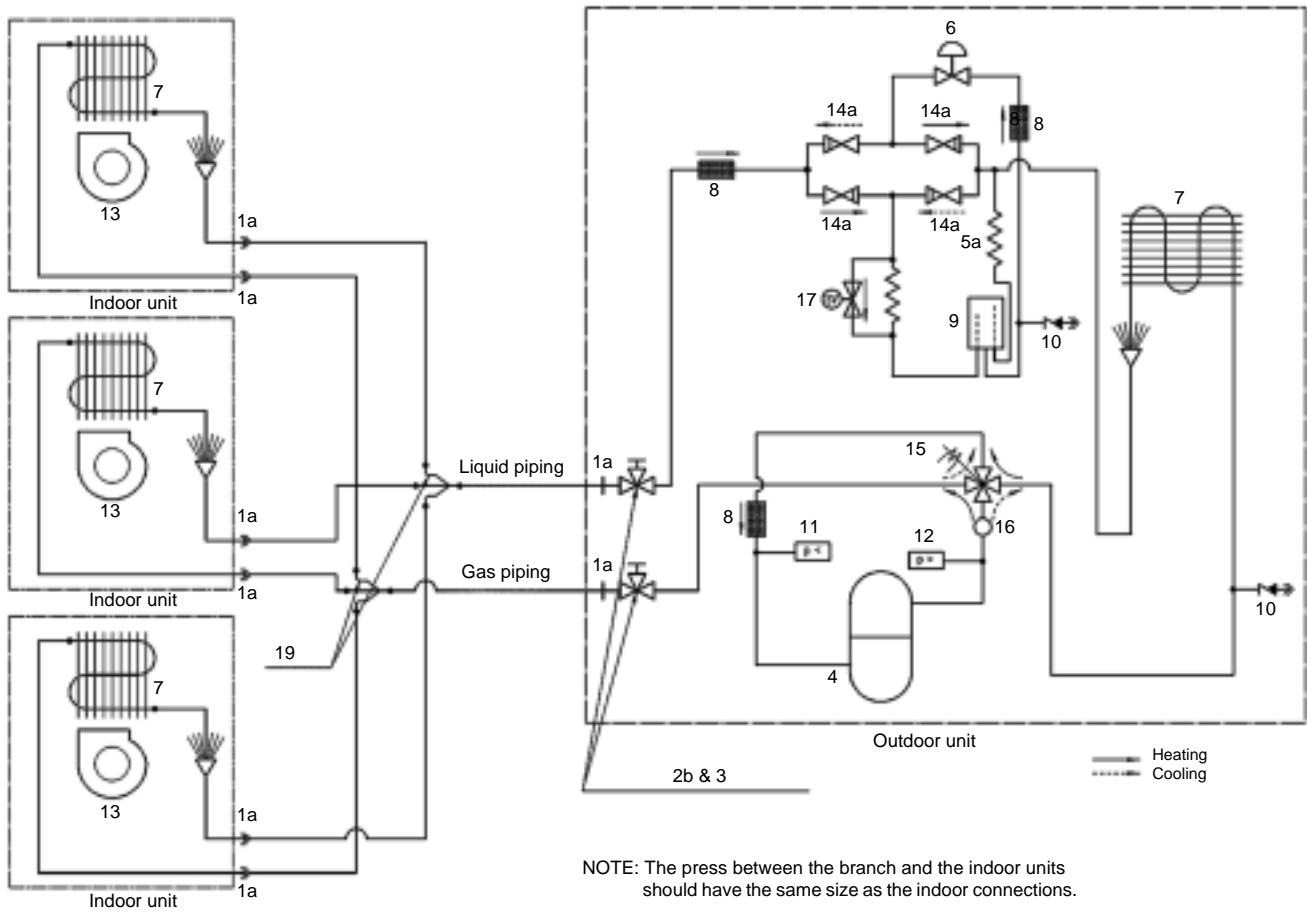 7
13
1a
1a
Indoor unit
7
13
1a
1a
Indoor unit
7
13
1a
1a
Indoor unit
Liquid piping
Gas piping
19
1a
1a
2b & 3
6
14a
14a
8
8
8
14a
14a
5a
7
17
9
10
15
8
11
12
16
P <
P >
10
4
Outdoor unit
Heating
Cooling
NOTE: The press between the branch and the indoor units
should have the same size as the indoor connections.